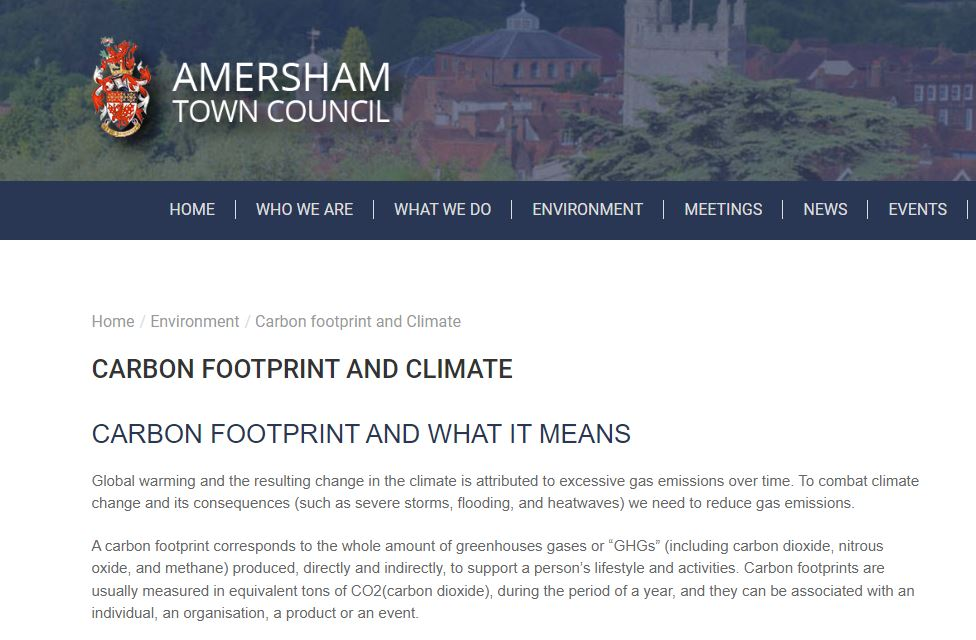 AMERSHAM
TOWN COUNCIL
HOME
WHO WE ARE
WHAT WE DO
ENVIRONMENT
MEETINGS
NEWS
EVENTS
Home / Environment / Carbon footprint and Climate
CARBON FOOTPRINT AND CLIMATE
CARBON FOOTPRINT AND WHAT IT MEANS
Global warming and the resulting change in the climate is attributed to excessive gas emissions over time. To combat climate
change and its consequences (such as severe storms, flooding, and heatwaves) we need to reduce gas emissions.
A carbon footprint corresponds to the whole amount of greenhouses gases or “GHGs” (including carbon dioxide, nitrous
oxide, and methane) produced, directly and indirectly, to support a person’s lifestyle and activities. Carbon footprints are
usually measured in equivalent tons of CO2(carbon dioxide), during the period of a year, and they can be associated with an
individual, an organisation, a product or an event.